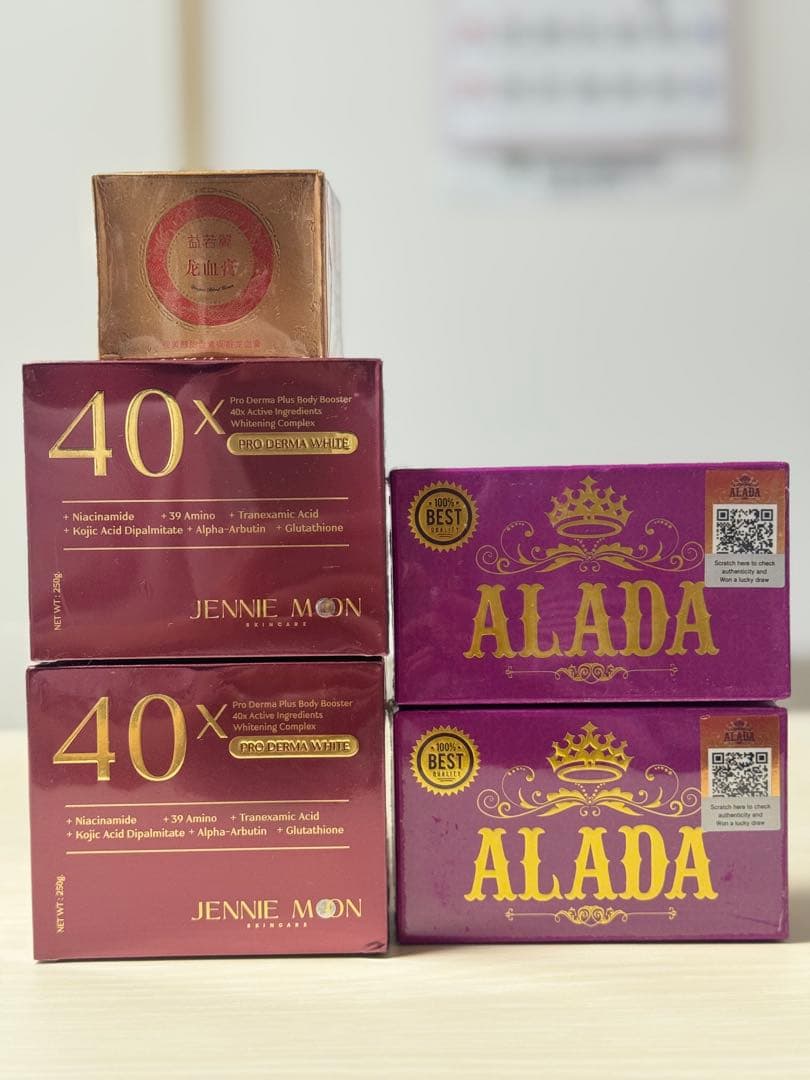 益若麗
龙血膏
Dragon Blood Cream
40X
Pro Derma Plus Body Booster
40x Active Ingredients
Whitening Complex
PRO DERMA WHITE
+ Niacinamide + 39 Amino + Tranexamic Acid
+ Kojic Acid Dipalmitate + Alpha-Arbutin + Glutathione
NET WT : 250g.
JENNIE MOON
SKINCARE
40X
Pro Derma Plus Body Booster
40x Active Ingredients
Whitening Complex
PRO DERMA WHITE
+ Niacinamide + 39 Amino + Tranexamic Acid
+ Kojic Acid Dipalmitate + Alpha-Arbutin + Glutathione
NET WT : 250g.
JENNIE MOON
SKINCARE
100%
BEST
QUALITY
ALADA
ALADA
Scratch here to check
authenticity and
Won a lucky draw
100%
BEST
QUALITY
ALADA
ALADA
Scratch here to check
authenticity and
Won a lucky draw